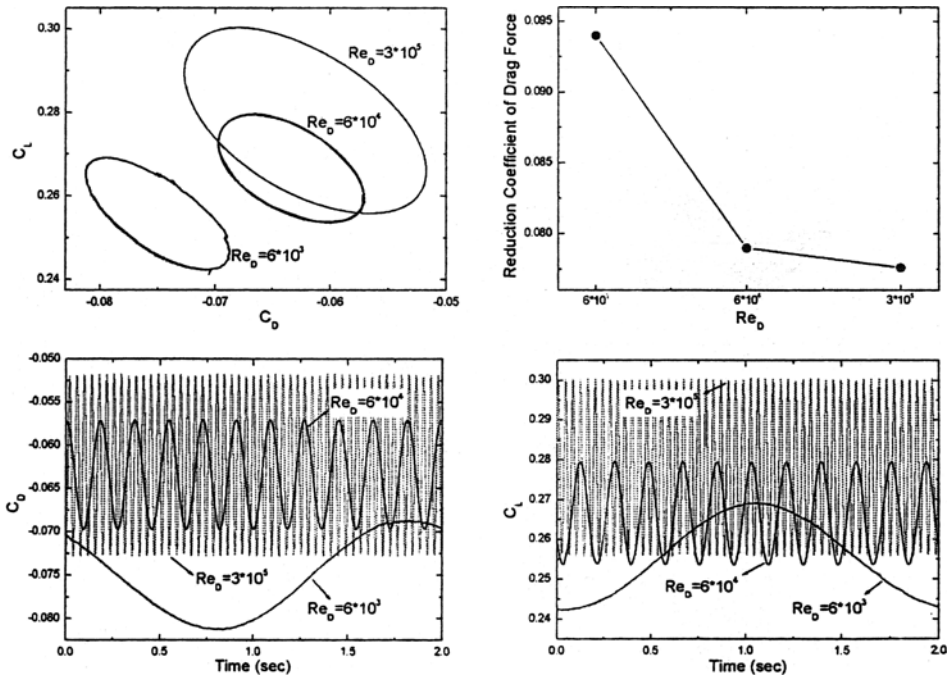 0.30
0.28
0.26
0.24
C_L
Re_D=3*10^5
Re_D=6*10^4
Re_D=6*10^3
-0.08
-0.07
-0.06
-0.05
C_D
0.095
0.090
0.085
0.080
Reduction Coefficient of Drag Force
6*10^3
6*10^4
3*10^5
Re_D
-0.050
-0.055
-0.060
-0.065
-0.070
-0.075
-0.080
C_D
Re_D=6*10^4
Re_D=3*10^5
Re_D=6*10^3
0.0
0.5
1.0
1.5
2.0
Time (sec)
0.30
0.29
0.28
0.27
0.26
0.25
0.24
C_L
Re_D=3*10^5
Re_D=6*10^4
Re_D=6*10^3
0.0
0.5
1.0
1.5
2.0
Time (sec)